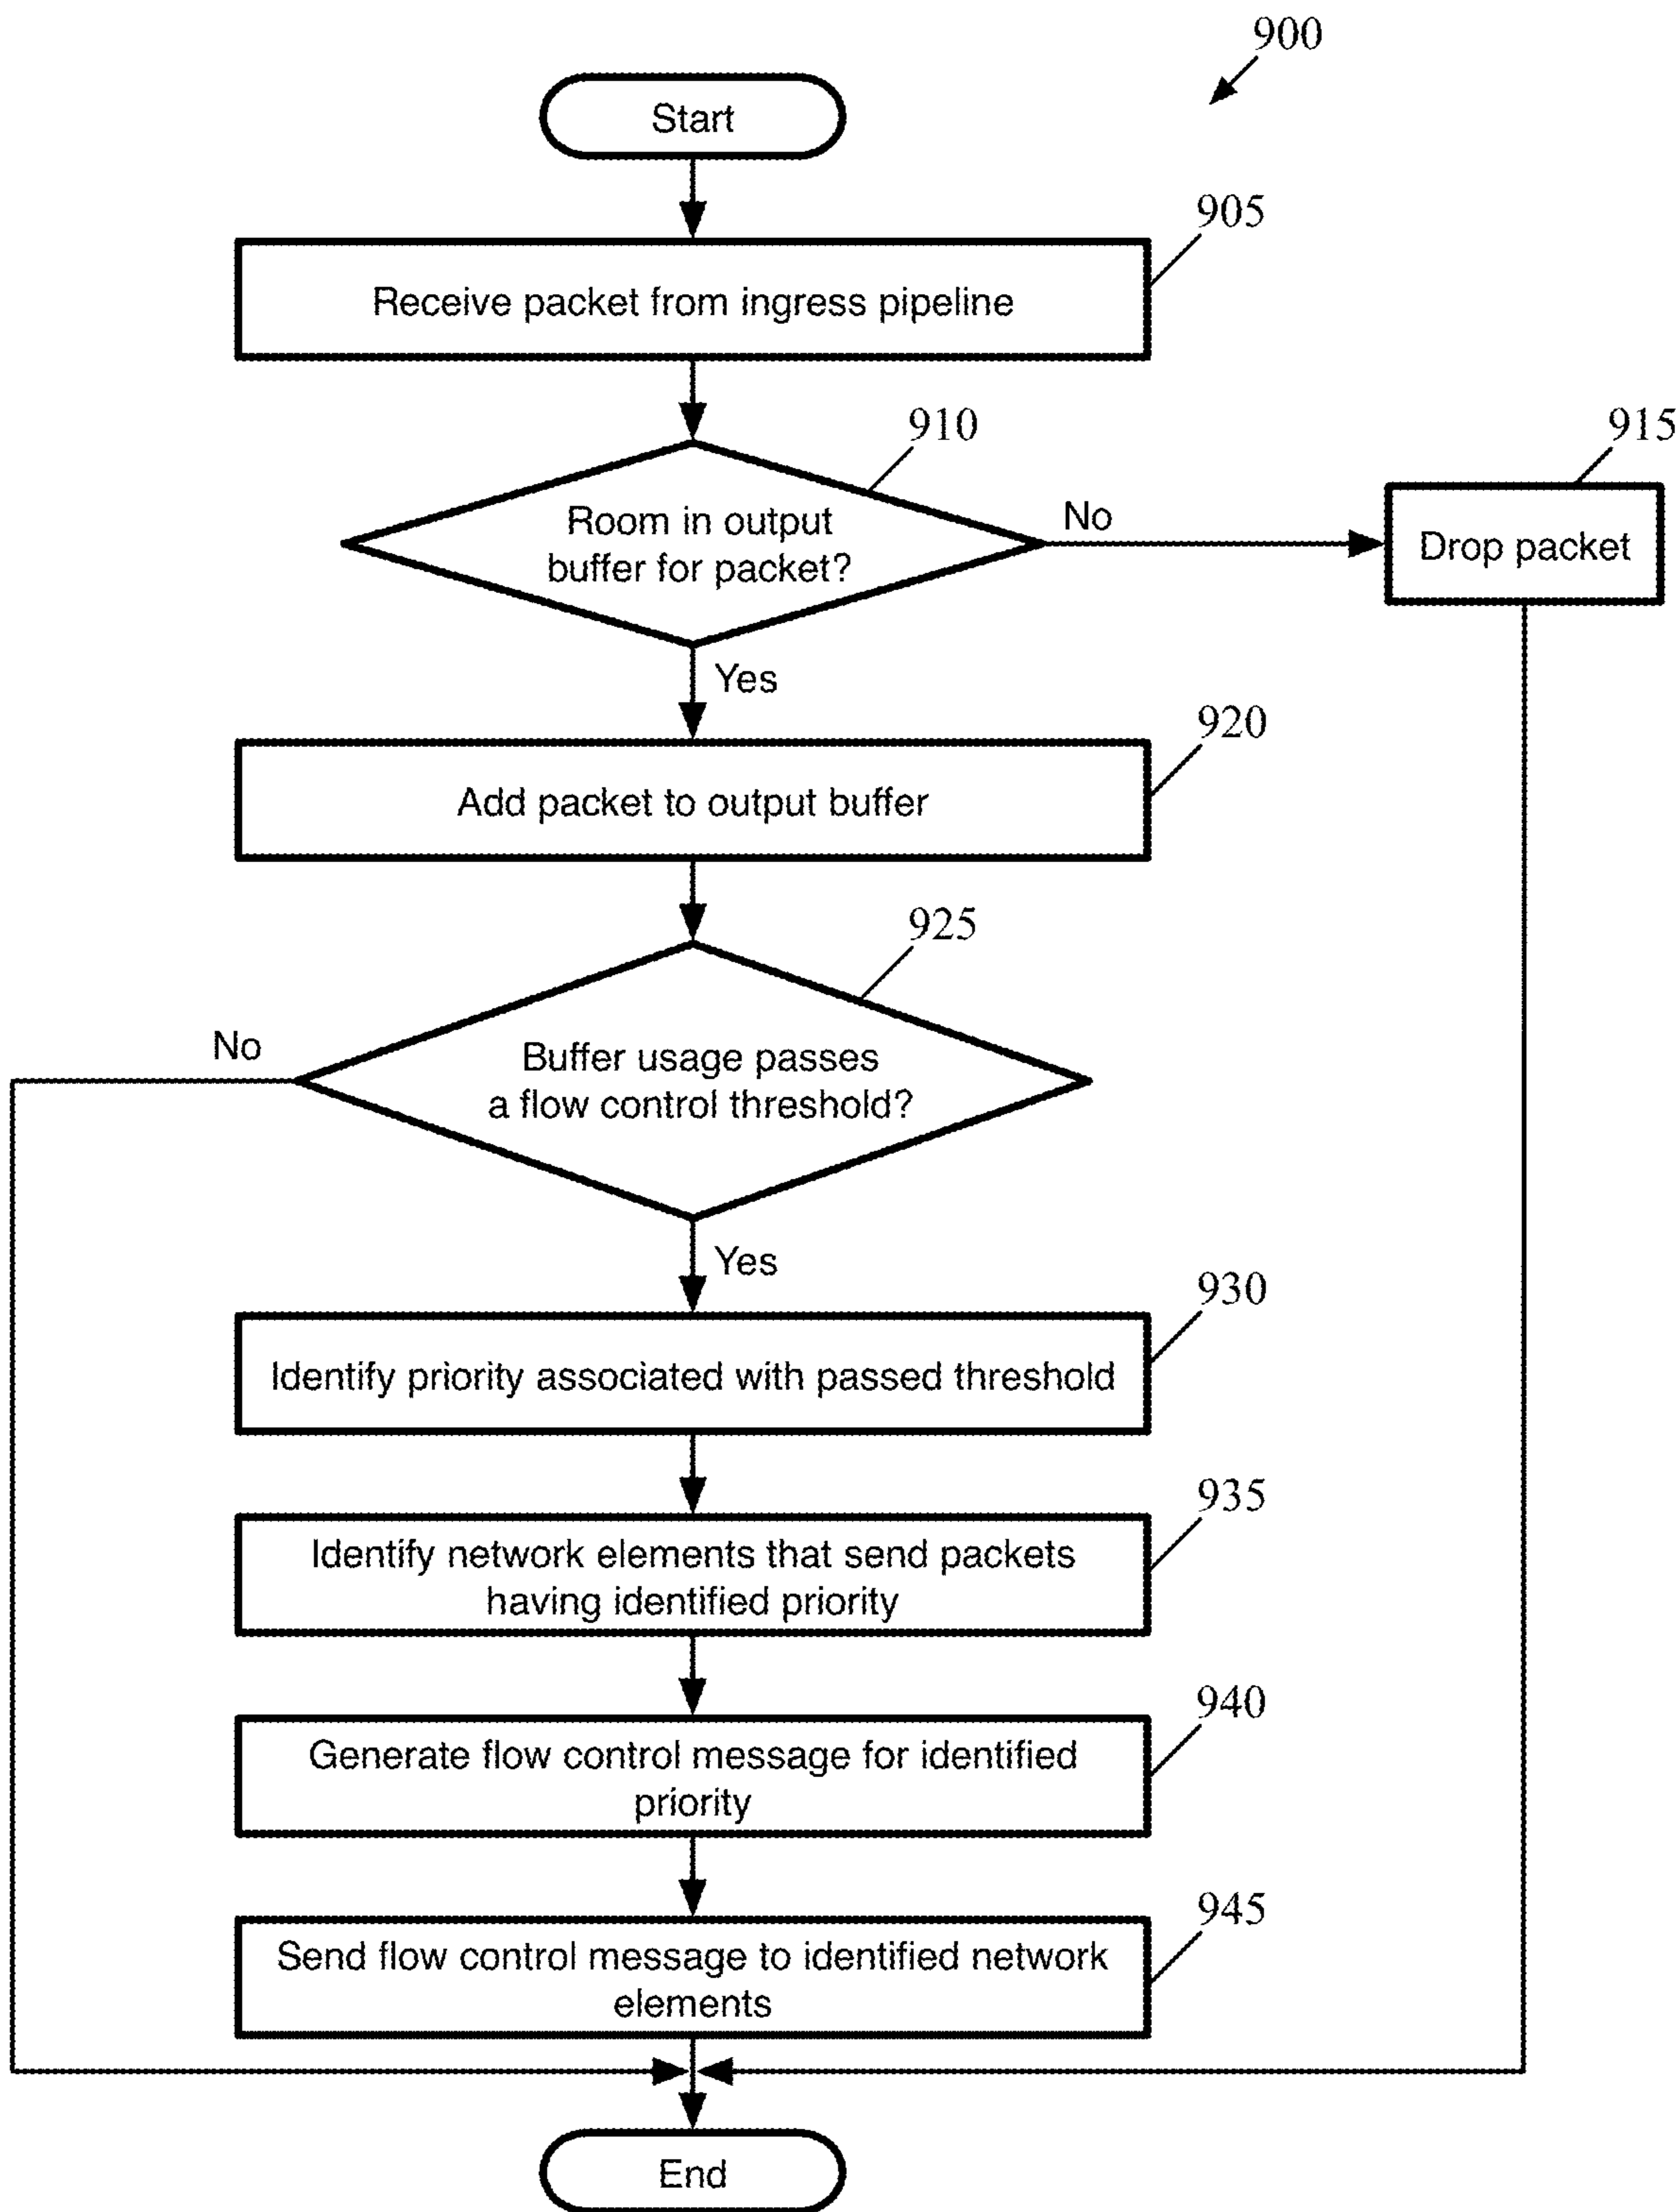 900
Start
905
Receive packet from ingress pipeline
910
915
Room in output
buffer for packet?
No
Drop packet
Yes
920
Add packet to output buffer
925
No
Buffer usage passes
a flow control threshold?
Yes
930
Identify priority associated with passed threshold
935
Identify network elements that send packets
having identified priority
940
Generate flow control message for identified
priority
945
Send flow control message to identified network
elements
End